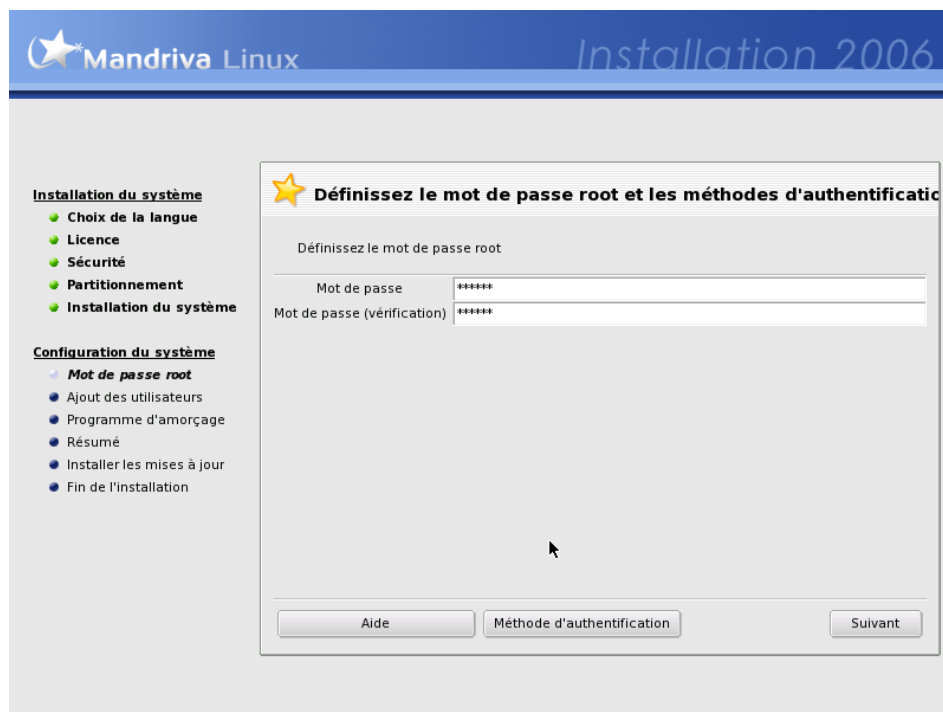 Mandriva Linux
Installation 2006
Installation du système
Choix de la langue
Licence
Sécurité
Partitionnement
Installation du système
Configuration du système
Mot de passe root
Ajout des utilisateurs
Programme d'amorçage
Résumé
Installer les mises à jour
Fin de l'installation
Définissez le mot de passe root et les méthodes d'authentificatio
Définissez le mot de passe root
Mot de passe ******
Mot de passe (vérification) ******
Aide
Méthode d'authentification
Suivant